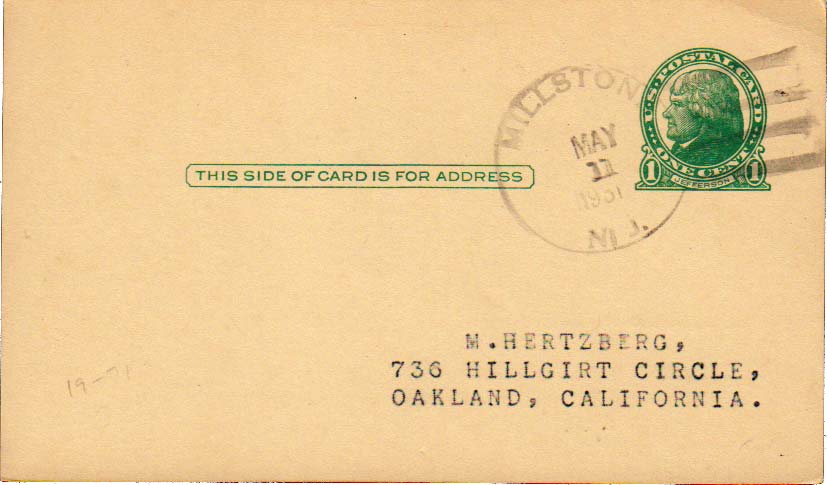 U.S. POSTAL CARD
ONE CENT
1 JEFFERSON 1
MILLSTON
MAY
11
1931
N.J.
THIS SIDE OF CARD IS FOR ADDRESS
M.HERTZBERG,
736 HILLGIRT CIRCLE,
OAKLAND, CALIFORNIA.
19-71